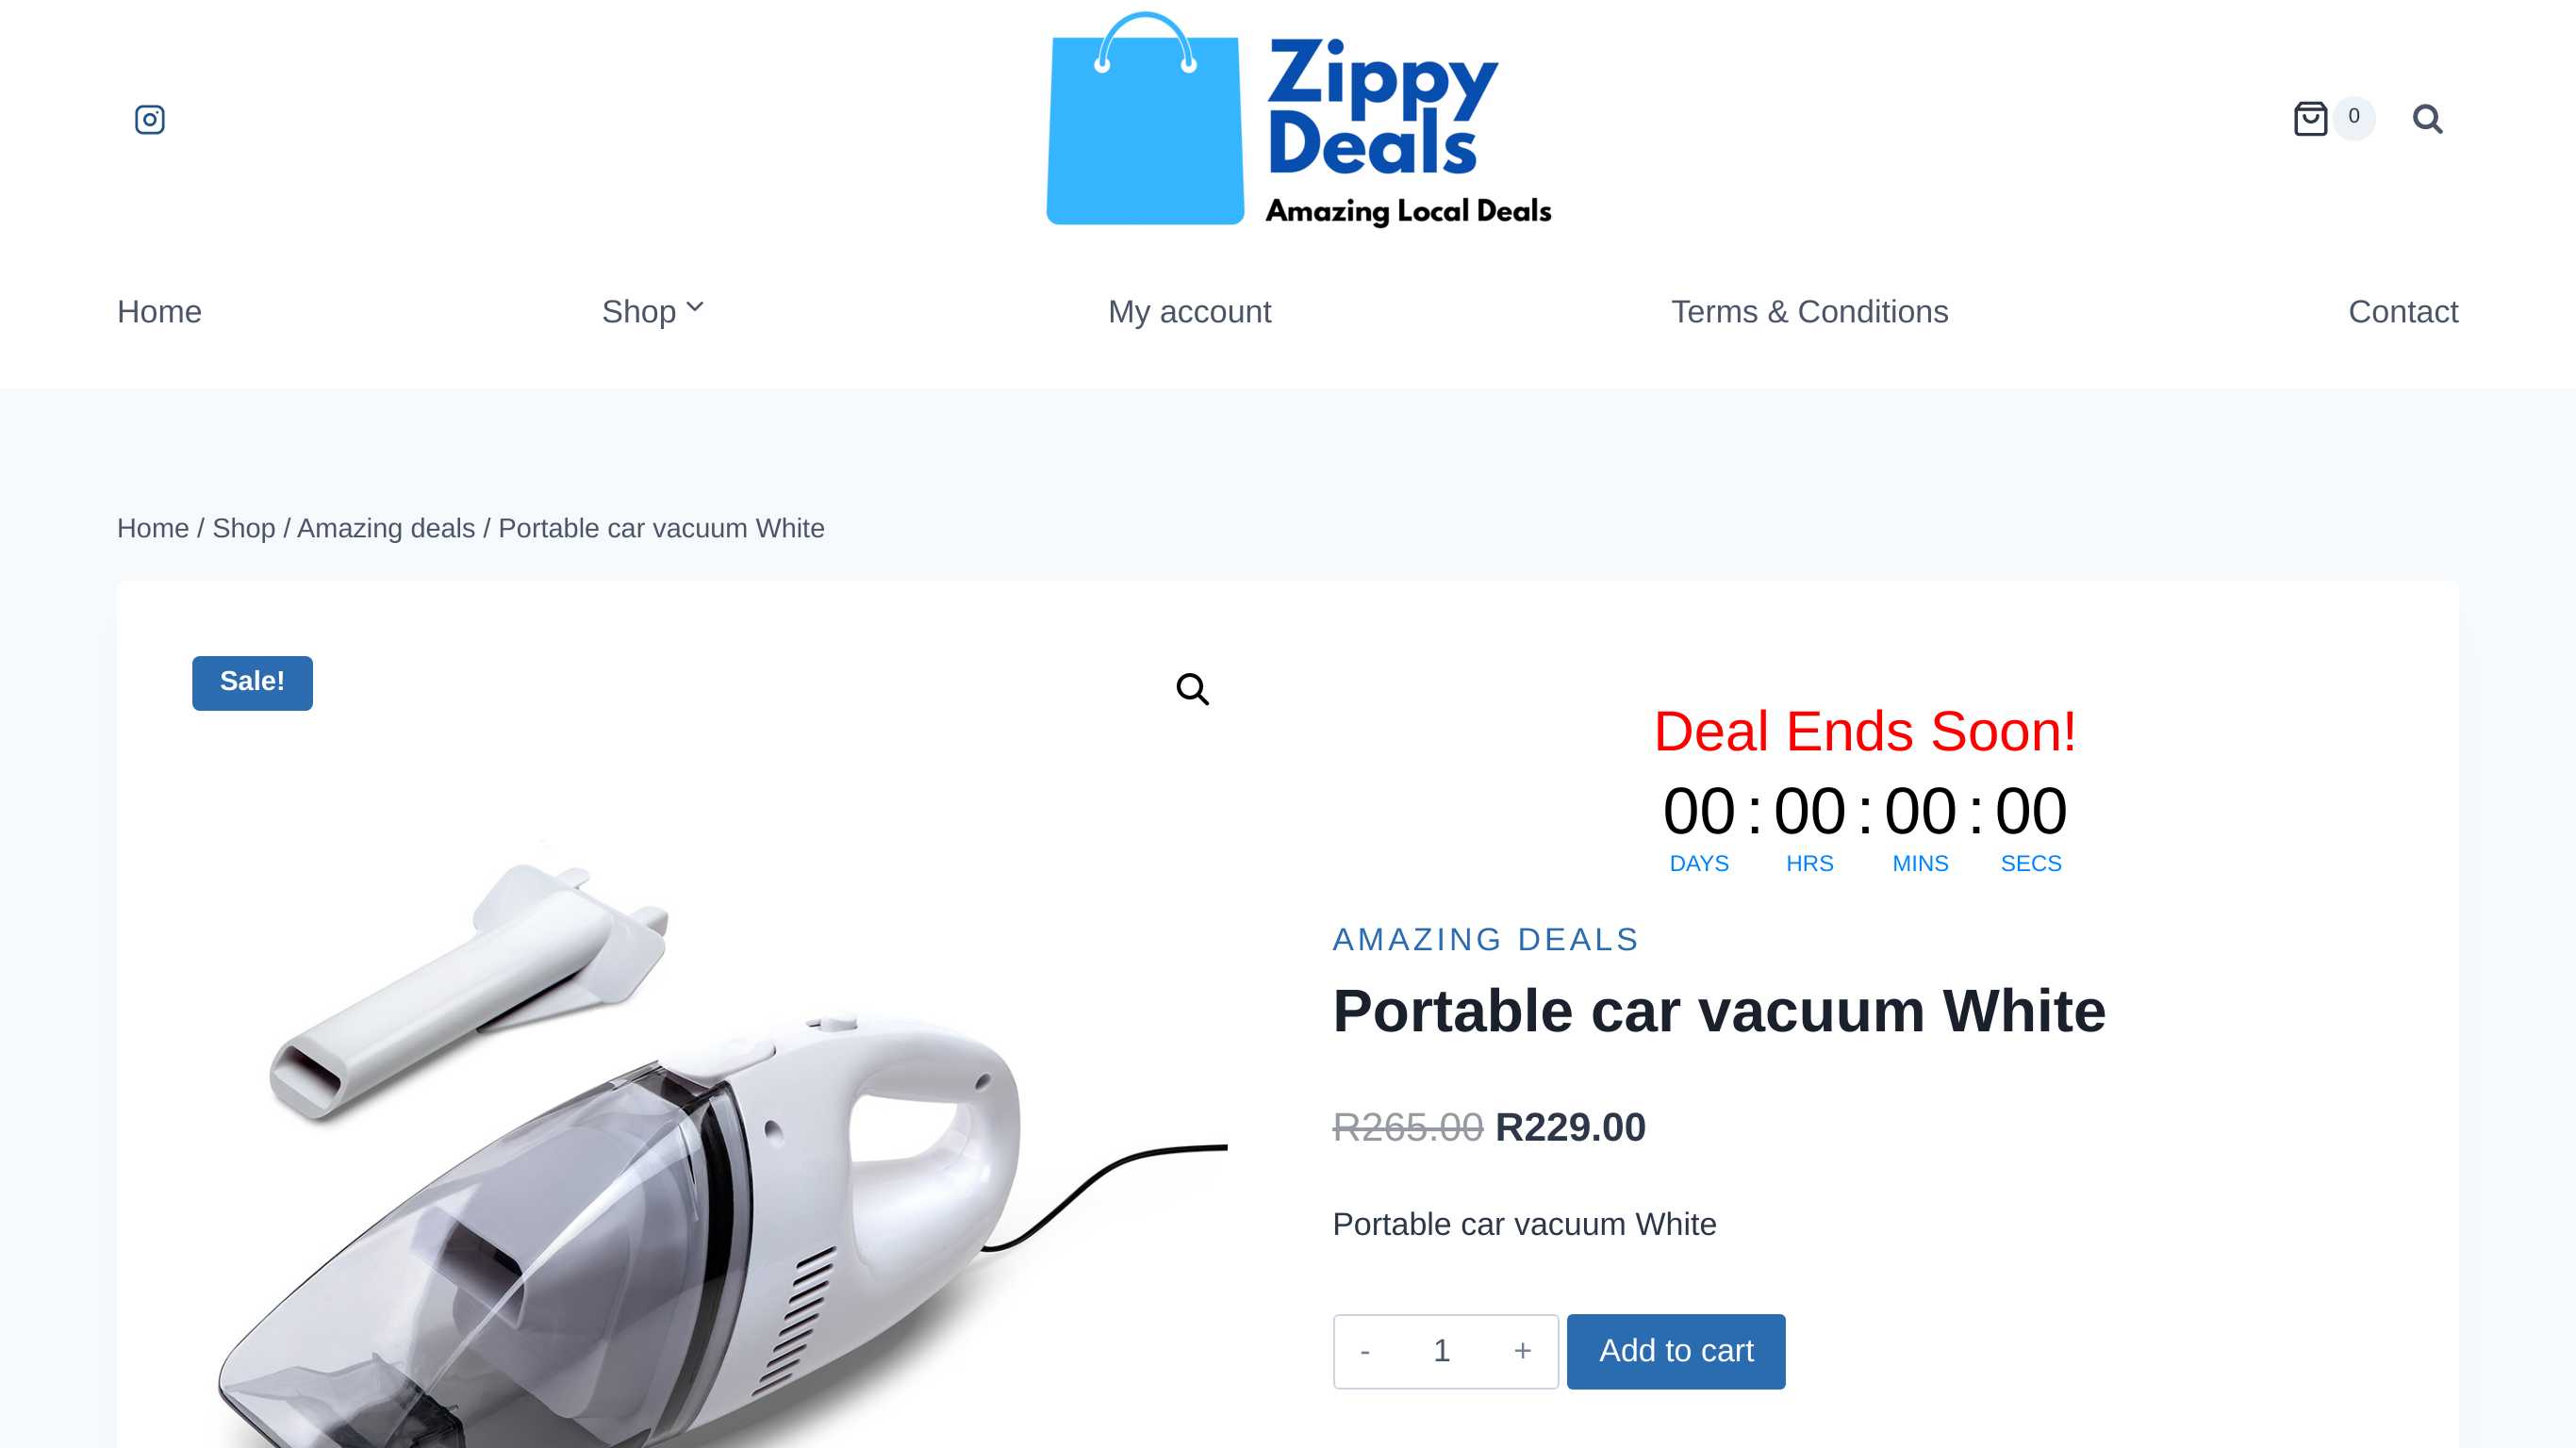 Zippy
Deals
Amazing Local Deals
0
Home
Shop
My account
Terms & Conditions
Contact
Home / Shop / Amazing deals / Portable car vacuum White
Sale!
Deal Ends Soon!
00 : 00 : 00 : 00
DAYS HRS MINS SECS
AMAZING DEALS
Portable car vacuum White
R265.00 R229.00
Portable car vacuum White
- 1 +
Add to cart